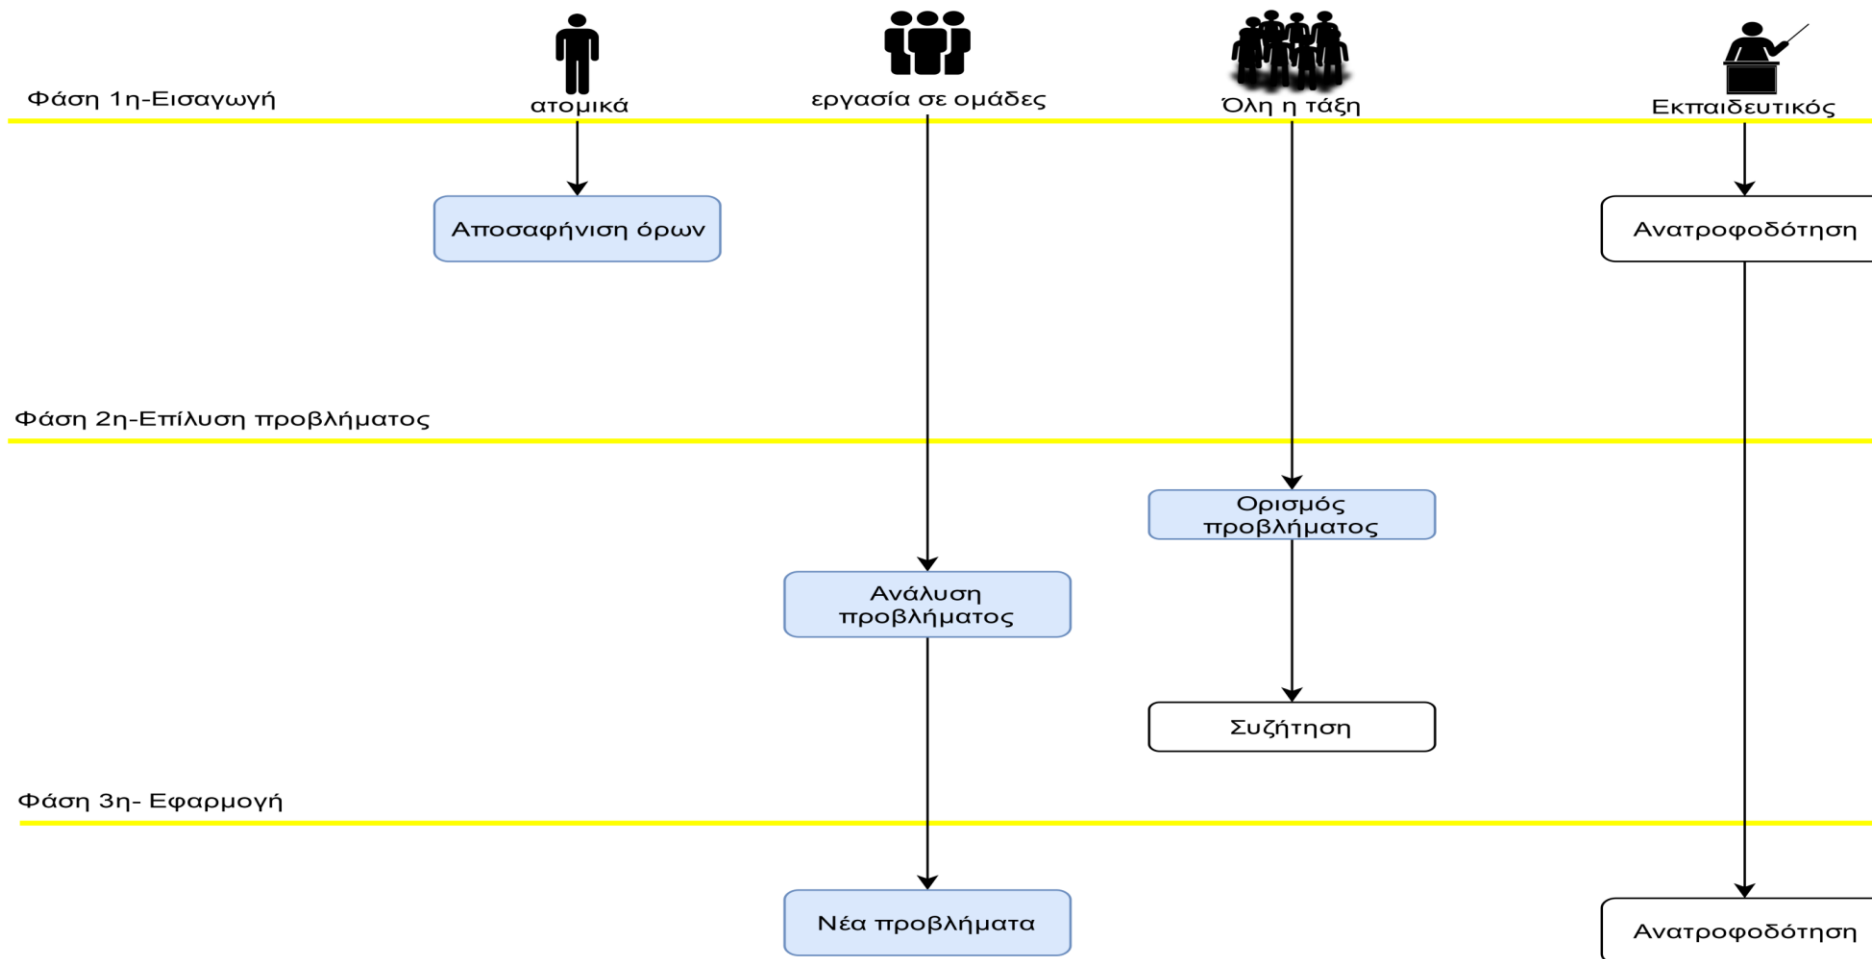 Φάση 1η-Εισαγωγή
ατομικά
εργασία σε ομάδες
Όλη η τάξη
Εκπαιδευτικός
Αποσαφήνιση όρων
Ανατροφοδότηση
Φάση 2η-Επίλυση προβλήματος
Ορισμός
προβλήματος
Ανάλυση
προβλήματος
Συζήτηση
Φάση 3η- Εφαρμογή
Νέα προβλήματα
Ανατροφοδότηση